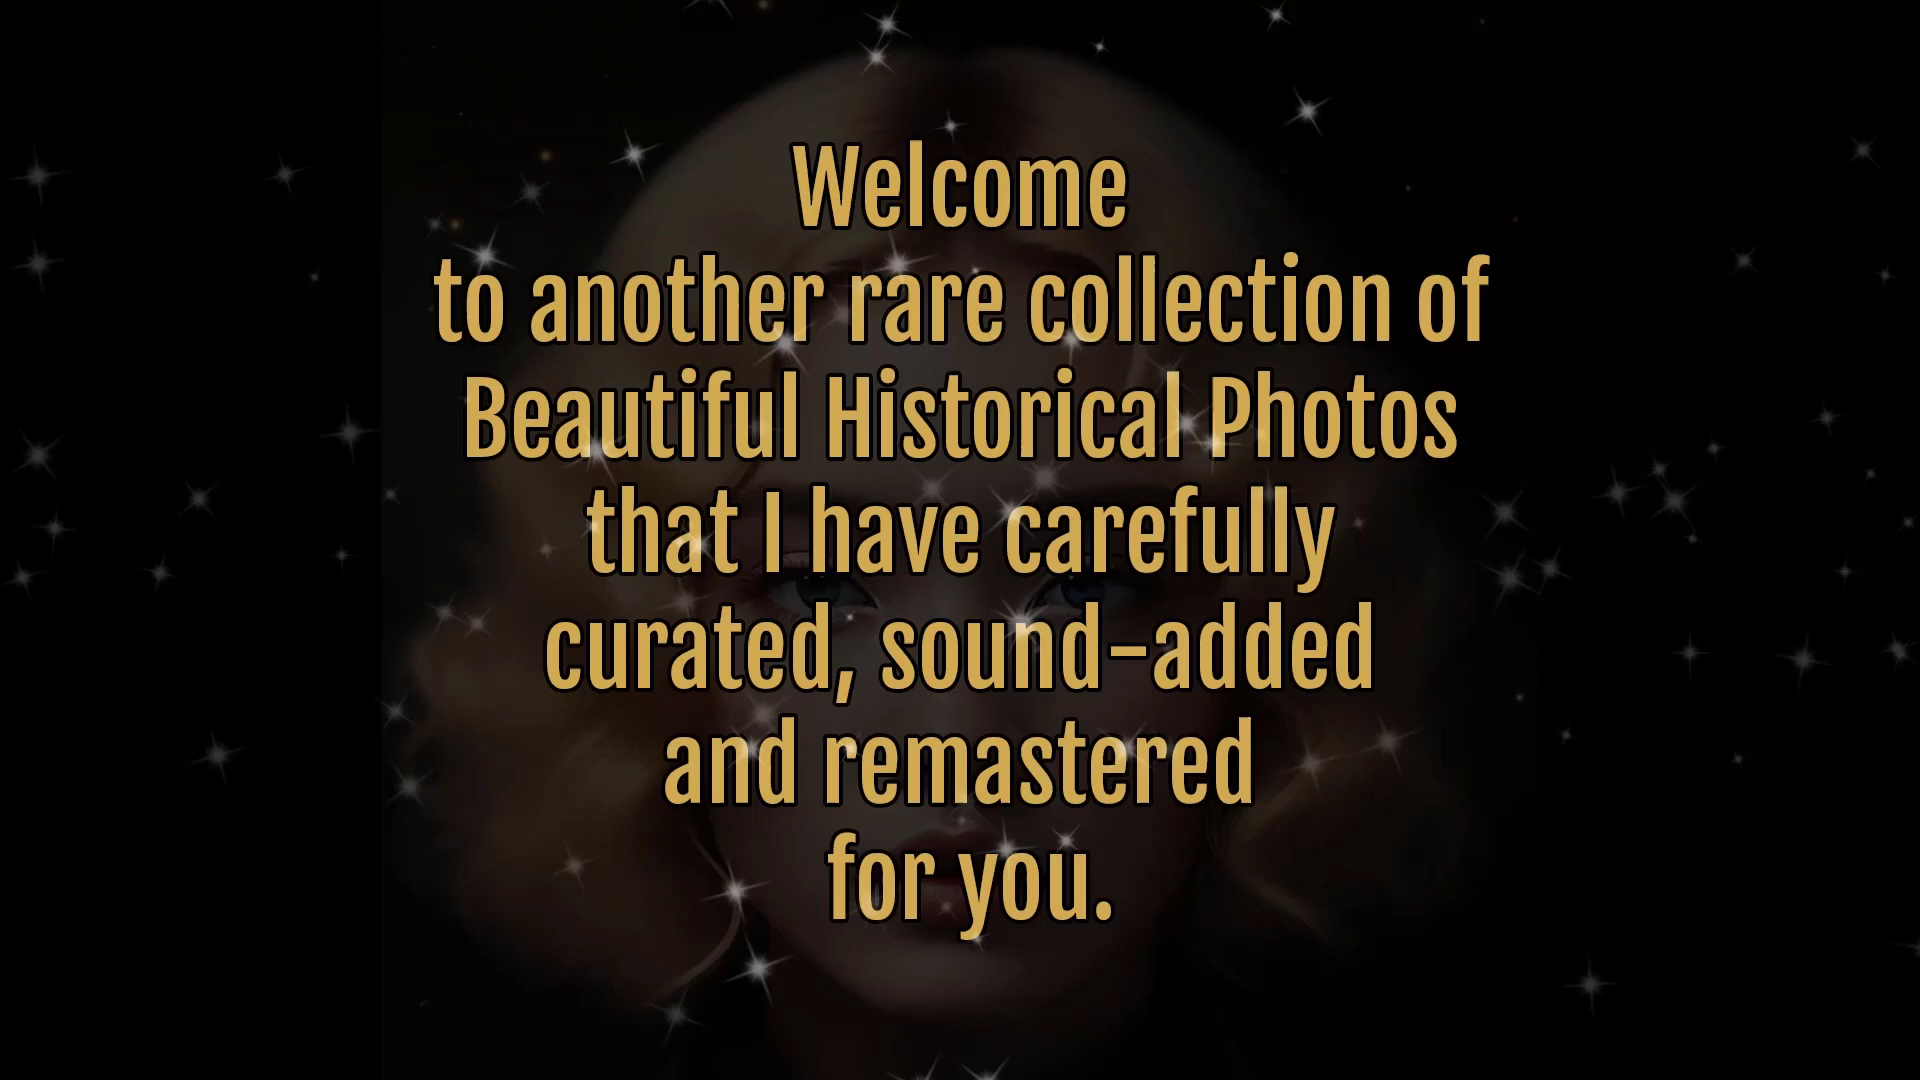 Welcome
to another rare collection of
Beautiful Historical Photos
that I have carefully
curated, sound-added
and remastered
for you.